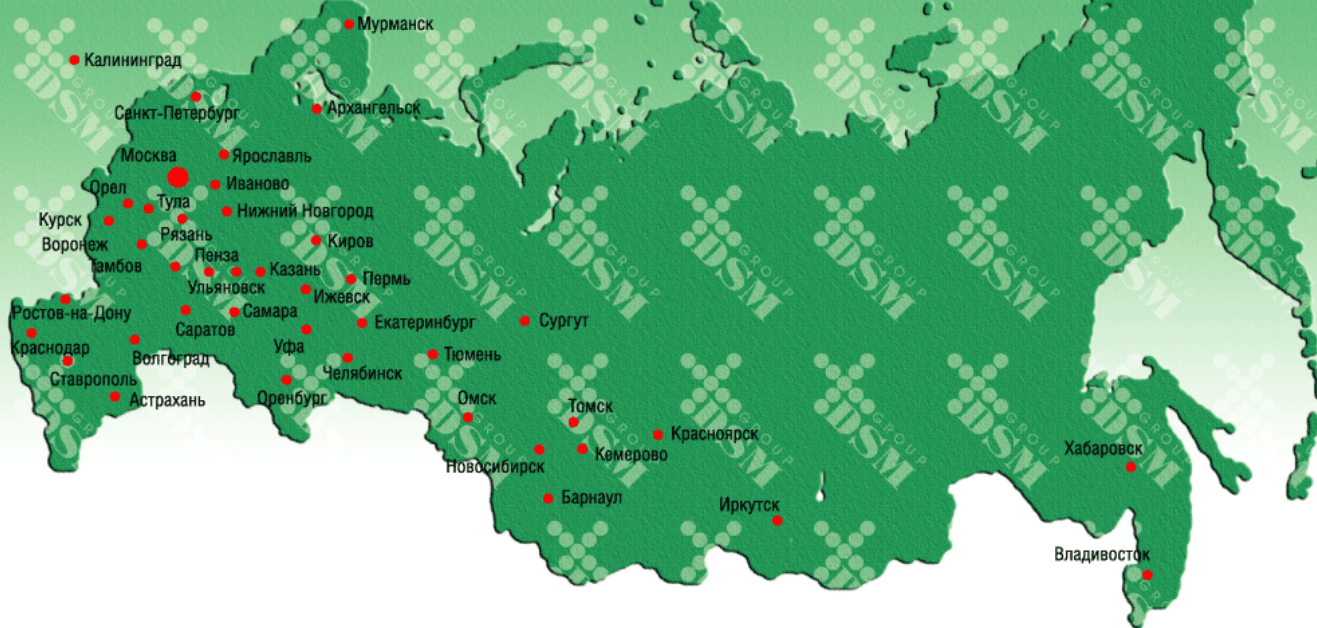 Мурманск
Калининград
Санкт-Петербург
Архангельск
Москва
Ярославль
Иваново
Орел
Тула
Нижний Новгород
Курск
Рязань
Воронеж
Киров
Пенза
Тамбов
Казань
Пермь
Ульяновск
Ижевск
Ростов-на-Дону
Самара
Саратов
Екатеринбург
Сургут
Краснодар
Уфа
Волгоград
Тюмень
Челябинск
Ставрополь
Астрахань
Оренбург
Омск
Томск
Красноярск
Кемерово
Новосибирск
Хабаровск
Барнаул
Иркутск
Владивосток
DSM GROUP